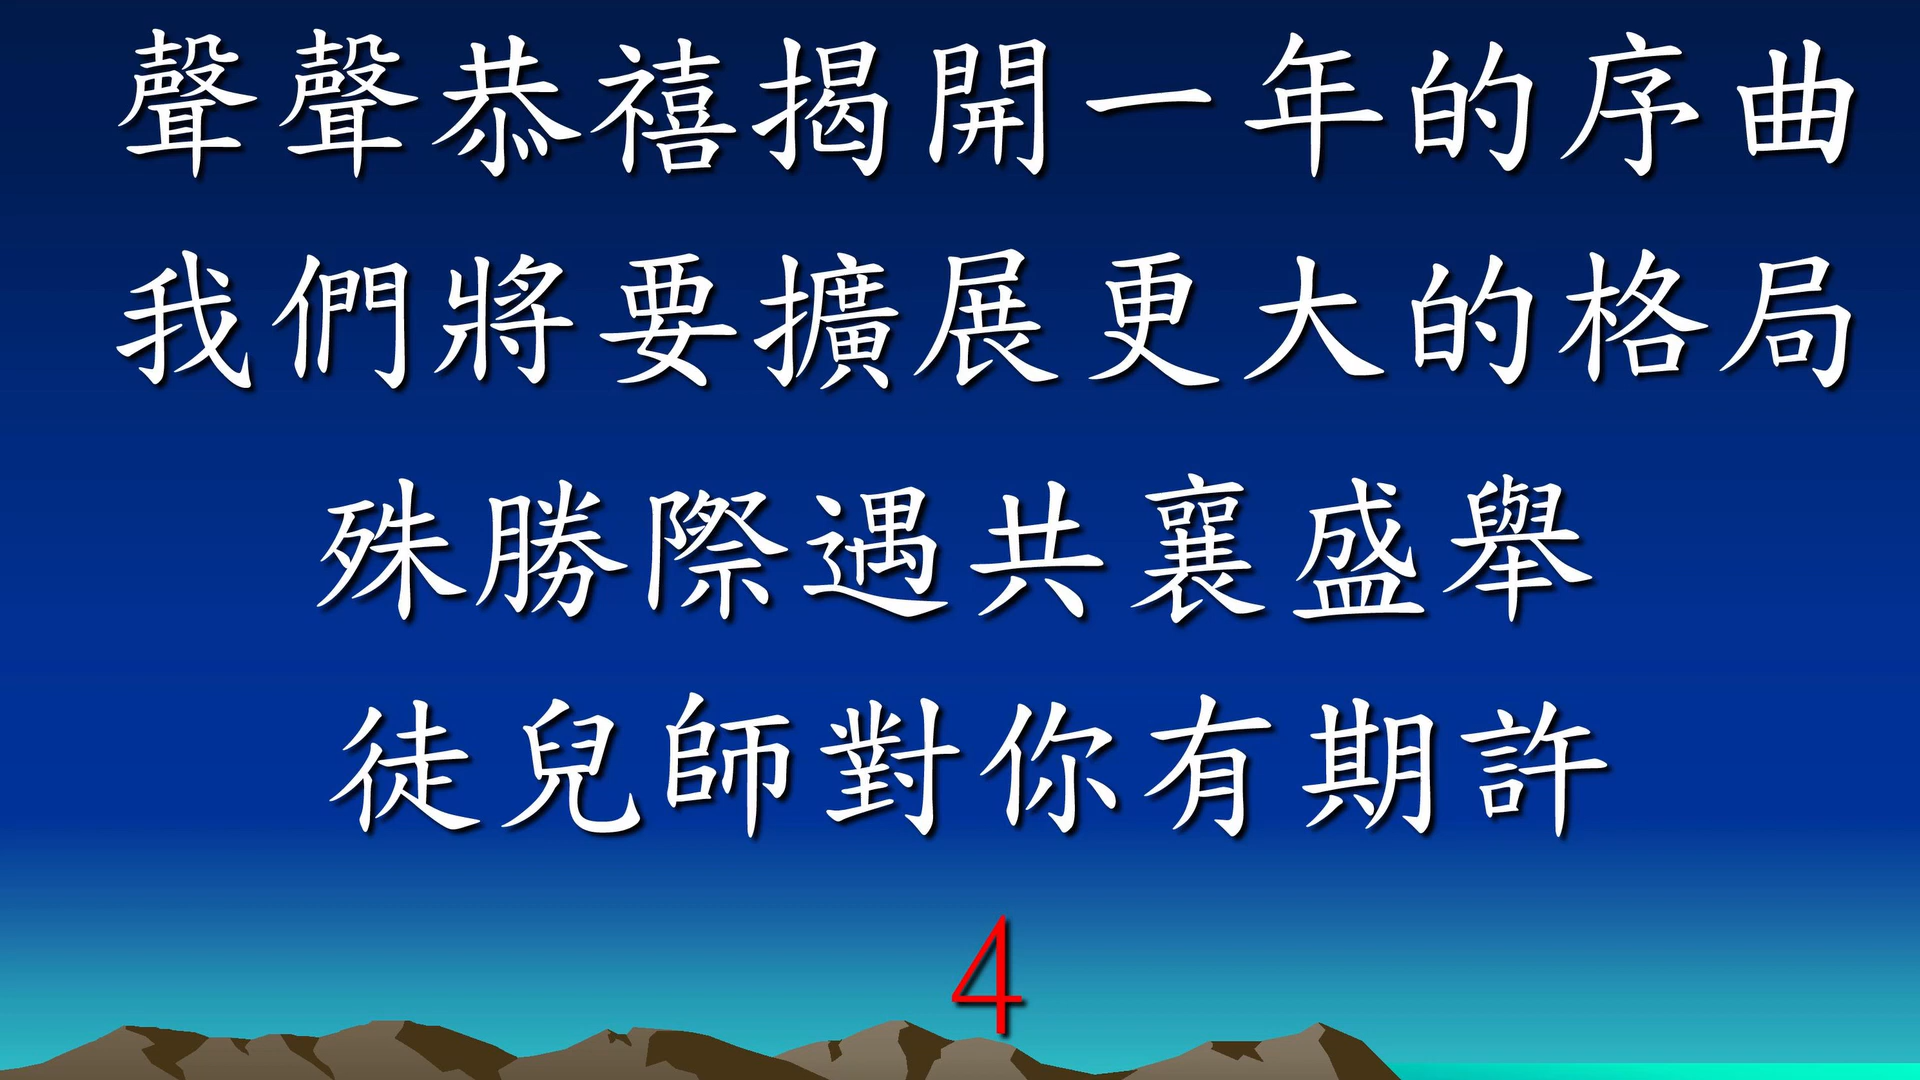 聲聲恭禧揭開一年的序曲
我們將要擴展更大的格局
殊勝際遇共襄盛舉
徒兒師對你有期許
4